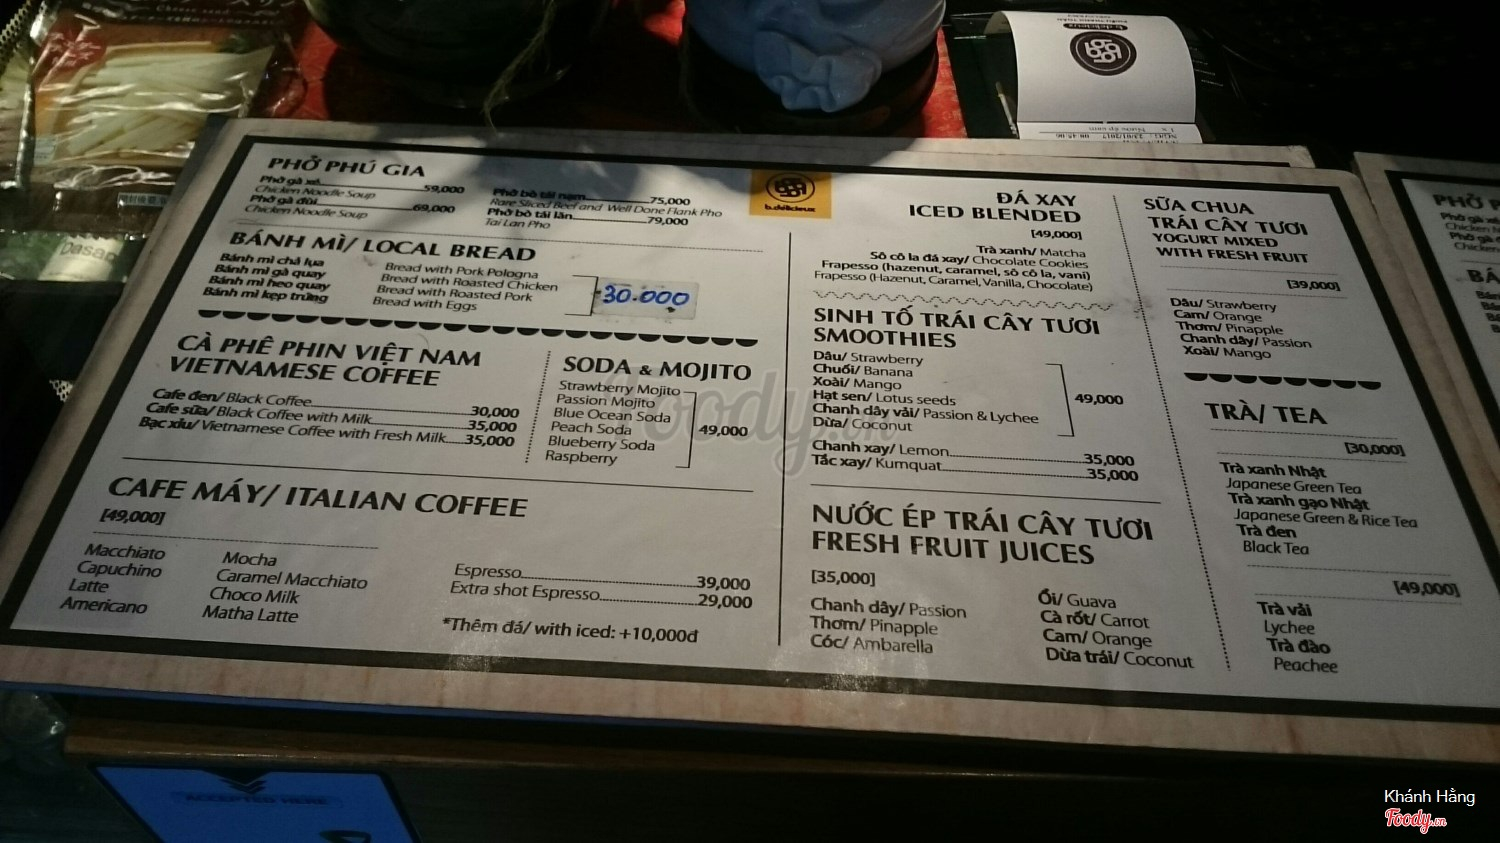 PHỞ PHÚ GIA
Phở gà xé 59,000
Chicken Noodle Soup
Phở gà đùi 69,000
Chicken Noodle Soup
Phở bò tái nạm 75,000
Rare Sliced Beef and Well Done Flank Pho
Phở bò tái lăn 79,000
Tai Lan Pho
BÁNH MÌ/ LOCAL BREAD
Bánh mì chả lụa Bread with Pork Pologna
Bánh mì gà quay Bread with Roasted Chicken
Bánh mì heo quay Bread with Roasted Pork
Bánh mì kẹp trứng Bread with Eggs
30.000
CÀ PHÊ PHIN VIỆT NAM
VIETNAMESE COFFEE
Cafe đen/ Black Coffee 30,000
Cafe sữa/ Black Coffee with Milk 35,000
Bạc xỉu/ Vietnamese Coffee with Fresh Milk 35,000
SODA & MOJITO
Strawberry Mojito
Passion Mojito
Blue Ocean Soda
Peach Soda
Blueberry Soda
Raspberry
49,000
CAFE MÁY/ ITALIAN COFFEE
[49,000]
Macchiato
Capuchino
Latte
Americano
Mocha
Caramel Macchiato
Choco Milk
Matha Latte
Espresso 39,000
Extra shot Espresso 29,000
*Thêm đá/ with iced: +10,000đ
b.délicieux
ĐÁ XAY
ICED BLENDED
[49,000]
Trà xanh/ Matcha
Sô cô la đá xay/ Chocolate Cookies
Frapesso (hazenut, caramel, sô cô la, vani)
Frapesso (Hazenut, Caramel, Vanilla, Chocolate)
SINH TỐ TRÁI CÂY TƯƠI
SMOOTHIES
Dâu/ Strawberry
Chuối/ Banana
Xoài/ Mango
Hạt sen/ Lotus seeds
Chanh dây vải/ Passion & Lychee
Dừa/ Coconut
49,000
Chanh xay/ Lemon 35,000
Tắc xay/ Kumquat 35,000
NƯỚC ÉP TRÁI CÂY TƯƠI
FRESH FRUIT JUICES
[35,000]
Chanh dây/ Passion
Thơm/ Pinapple
Cóc/ Ambarella
Ổi/ Guava
Cà rốt/ Carrot
Cam/ Orange
Dừa trái/ Coconut
SỮA CHUA
TRÁI CÂY TƯƠI
YOGURT MIXED
WITH FRESH FRUIT
[39,000]
Dâu/ Strawberry
Cam/ Orange
Thơm/ Pinapple
Chanh dây/ Passion
Xoài/ Mango
TRÀ/ TEA
[30,000]
Trà xanh Nhật
Japanese Green Tea
Trà xanh gạo Nhật
Japanese Green & Rice Tea
Trà đen
Black Tea
[49,000]
Trà vải
Lychee
Trà đào
Peachee
ACCEPTED HERE
Foody.vn
Khánh Hằng
Foody.vn